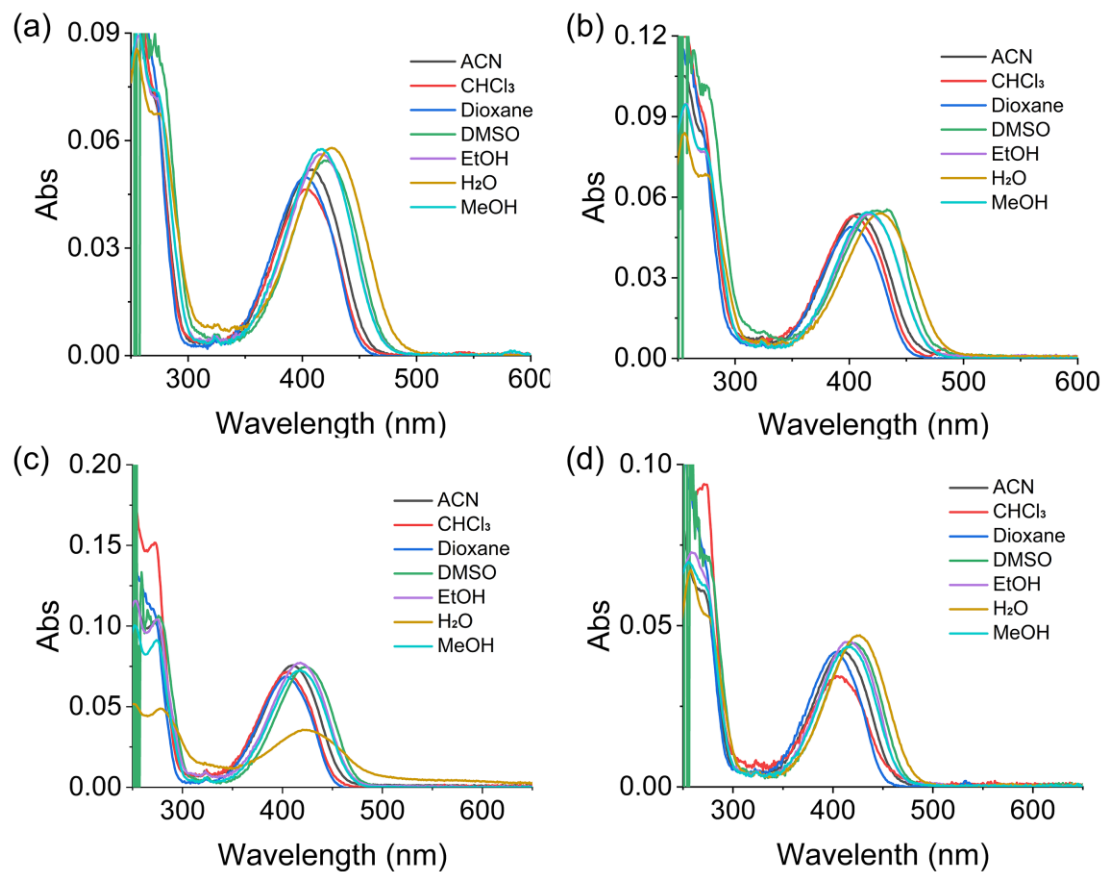 (a)
0.09
0.06
0.03
0.00
Abs
300
400
500
600
Wavelength (nm)
ACN
CHCl₃
Dioxane
DMSO
EtOH
H₂O
MeOH
(b)
0.12
0.09
0.06
0.03
0.00
Abs
300
400
500
600
Wavelength (nm)
ACN
CHCl₃
Dioxane
DMSO
EtOH
H₂O
MeOH
(c)
0.20
0.15
0.10
0.05
0.00
Abs
300
400
500
600
Wavelength (nm)
ACN
CHCl₃
Dioxane
DMSO
EtOH
H₂O
MeOH
(d)
0.10
0.05
0.00
Abs
300
400
500
600
Wavelenth (nm)
ACN
CHCl₃
Dioxane
DMSO
EtOH
H₂O
MeOH